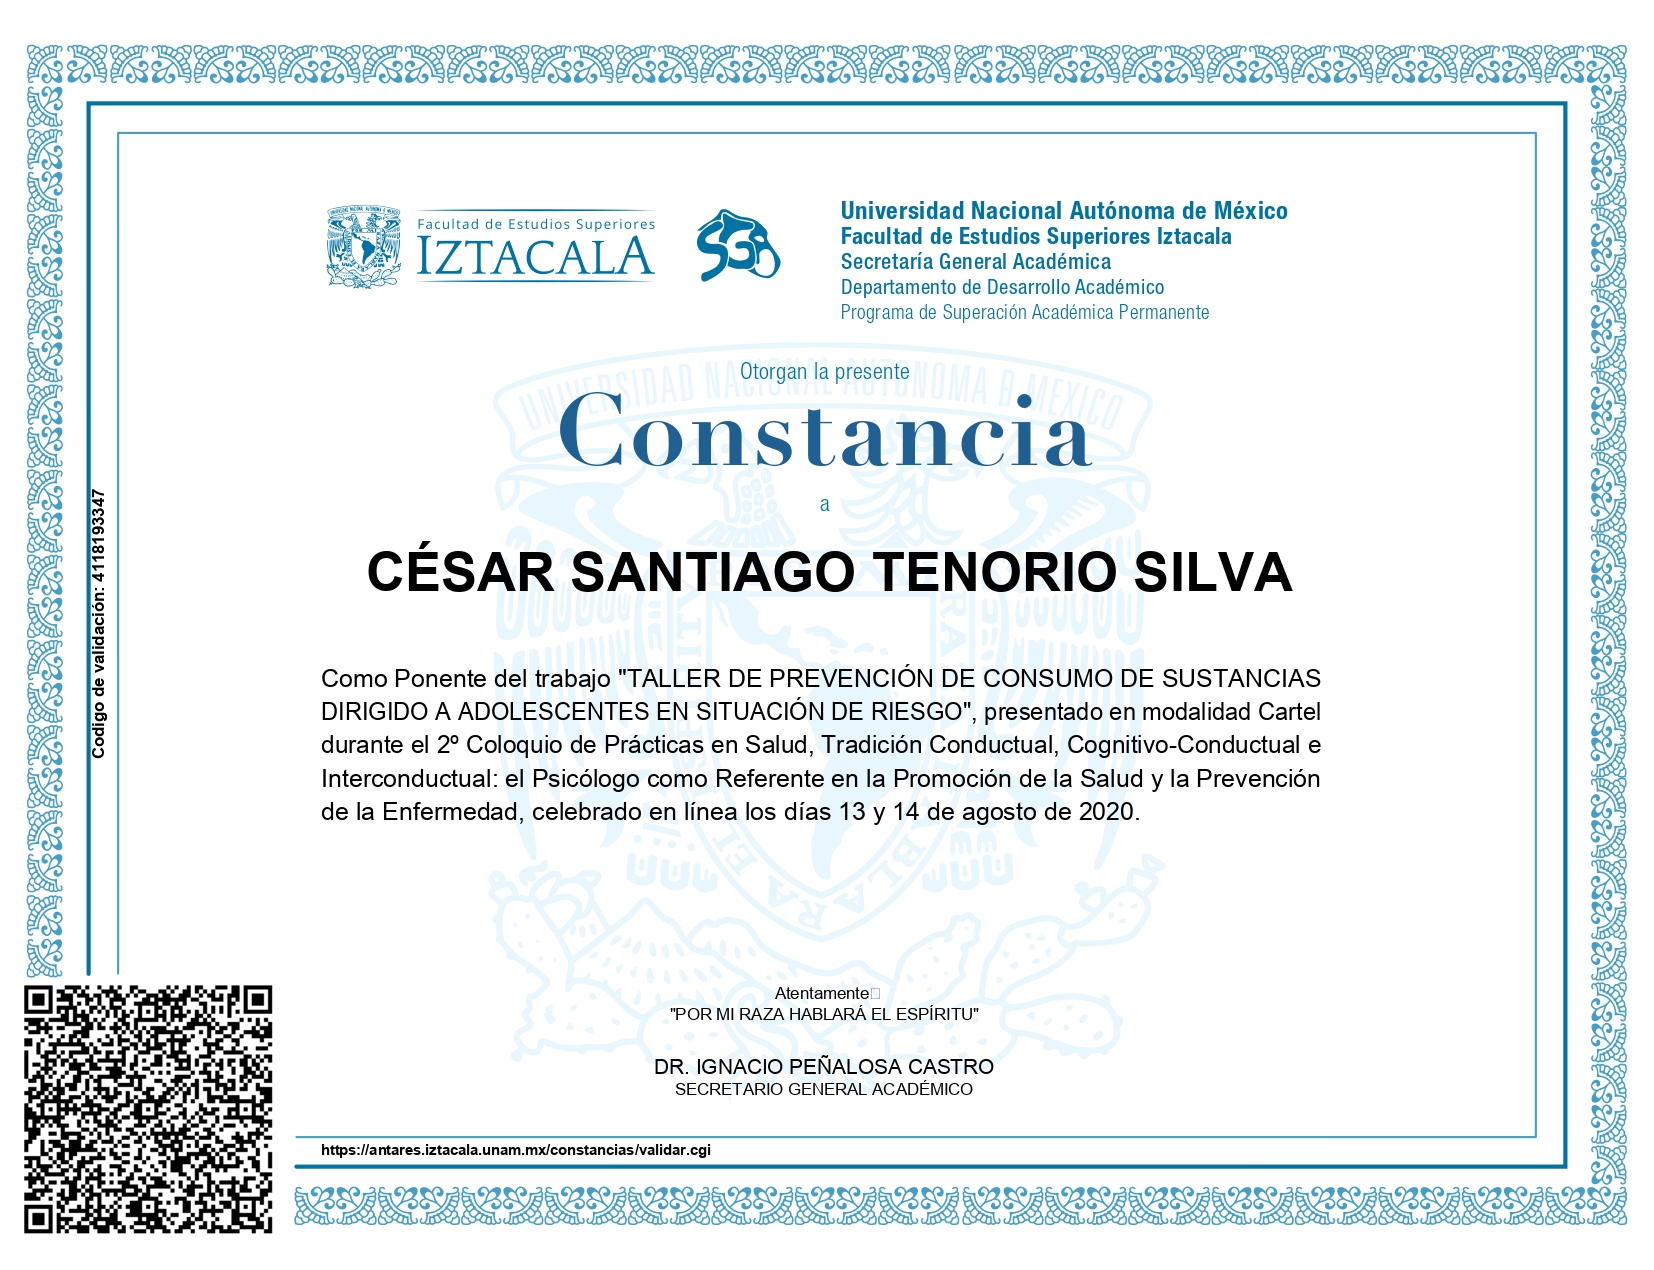 Facultad de Estudios Superiores
IZTACALA
Universidad Nacional Autónoma de México
Facultad de Estudios Superiores Iztacala
Secretaría General Académica
Departamento de Desarrollo Académico
Programa de Superación Académica Permanente
UNIVERSIDAD NACIONAL AUTONOMA D MEXICO
Otorgan la presente
Constancia
a
CÉSAR SANTIAGO TENORIO SILVA
Como Ponente del trabajo "TALLER DE PREVENCIÓN DE CONSUMO DE SUSTANCIAS
DIRIGIDO A ADOLESCENTES EN SITUACIÓN DE RIESGO", presentado en modalidad Cartel
durante el 2º Coloquio de Prácticas en Salud, Tradición Conductual, Cognitivo-Conductual e
Interconductual: el Psicólogo como Referente en la Promoción de la Salud y la Prevención
de la Enfermedad, celebrado en línea los días 13 y 14 de agosto de 2020.
Atentamente
"POR MI RAZA HABLARÁ EL ESPÍRITU"
DR. IGNACIO PEÑALOSA CASTRO
SECRETARIO GENERAL ACADÉMICO
https://antares.iztacala.unam.mx/constancias/validar.cgi
Codigo de validación: 4118193347